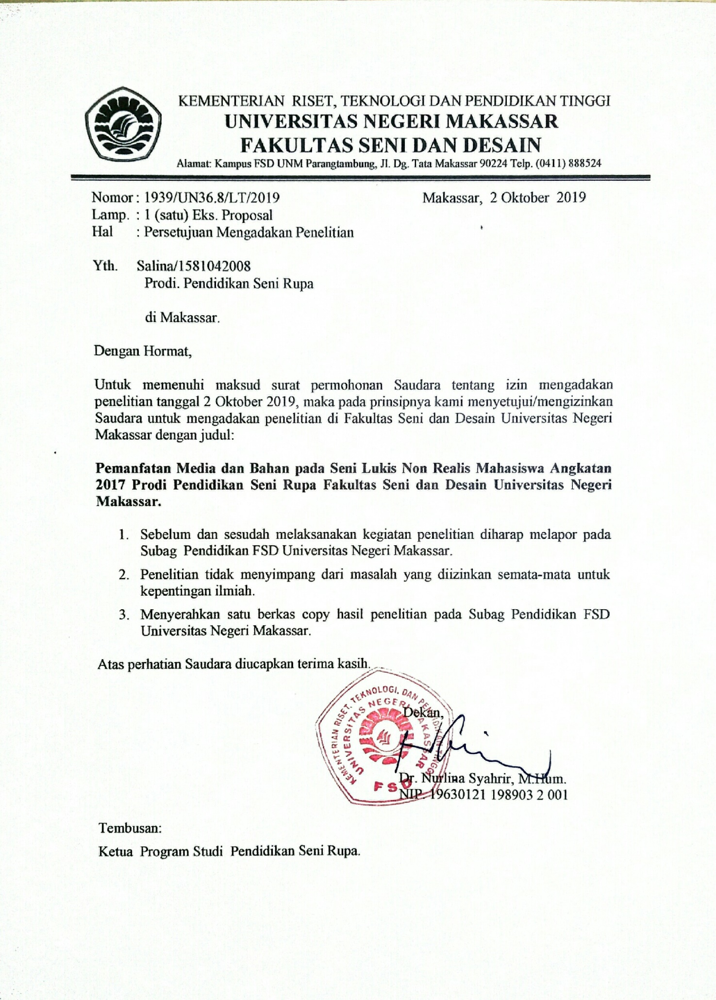 KEMENTERIAN RISET, TEKNOLOGI DAN PENDIDIKAN TINGGI
UNIVERSITAS NEGERI MAKASSAR
FAKULTAS SENI DAN DESAIN
Alamat: Kampus FSD UNM Parangtambung, Jl. Dg. Tata Makassar 90224 Telp. (0411) 888524
Nomor : 1939/UN36.8/LT/2019 Makassar, 2 Oktober 2019
Lamp. : 1 (satu) Eks. Proposal
Hal : Persetujuan Mengadakan Penelitian
Yth. Salina/1581042008
Prodi. Pendidikan Seni Rupa
di Makassar.
Dengan Hormat,
Untuk memenuhi maksud surat permohonan Saudara tentang izin mengadakan
penelitian tanggal 2 Oktober 2019, maka pada prinsipnya kami menyetujui/mengizinkan
Saudara untuk mengadakan penelitian di Fakultas Seni dan Desain Universitas Negeri
Makassar dengan judul:
Pemanfatan Media dan Bahan pada Seni Lukis Non Realis Mahasiswa Angkatan
2017 Prodi Pendidikan Seni Rupa Fakultas Seni dan Desain Universitas Negeri
Makassar.
1. Sebelum dan sesudah melaksanakan kegiatan penelitian diharap melapor pada
Subag Pendidikan FSD Universitas Negeri Makassar.
2. Penelitian tidak menyimpang dari masalah yang diizinkan semata-mata untuk
kepentingan ilmiah.
3. Menyerahkan satu berkas copy hasil penelitian pada Subag Pendidikan FSD
Universitas Negeri Makassar.
Atas perhatian Saudara diucapkan terima kasih.
KEMENTERIAN RISET, TEKNOLOGI, DAN PENDIDIKAN TINGGI
UNIVERSITAS NEGERI MAKASSAR
FSD
Dekan,
Dr. Nurlina Syahrir, M.Hum.
NIP. 19630121 198903 2 001
Tembusan:
Ketua Program Studi Pendidikan Seni Rupa.